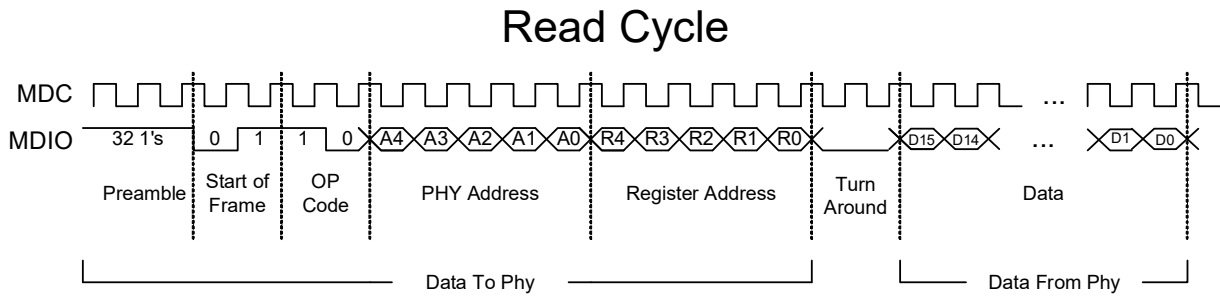 Read Cycle
MDC ...
MDIO 32 1's 0 1 1 0 A4 A3 A2 A1 A0 R4 R3 R2 R1 R0 D15 D14 ... D1 D0
Preamble Start of Frame OP Code PHY Address Register Address Turn Around Data
Data To Phy Data From Phy